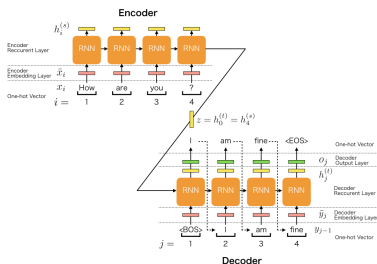 Encoder
h_i^{(s)}
Encoder Reccurent Layer
RNN RNN RNN RNN
Encoder Embedding Layer
x̄_i
One-hot Vector
x_i How are you ?
i = 1 2 3 4
z = h_0^{(t)} = h_4^{(s)}
I am fine <EOS> One-hot Vector
o_j Decoder Output Layer
h_j^{(t)}
RNN RNN RNN RNN Decoder Reccurent Layer
ȳ_j Decoder Embedding Layer
<BOS> I am fine y_{j-1} One-hot Vector
j = 1 2 3 4
Decoder